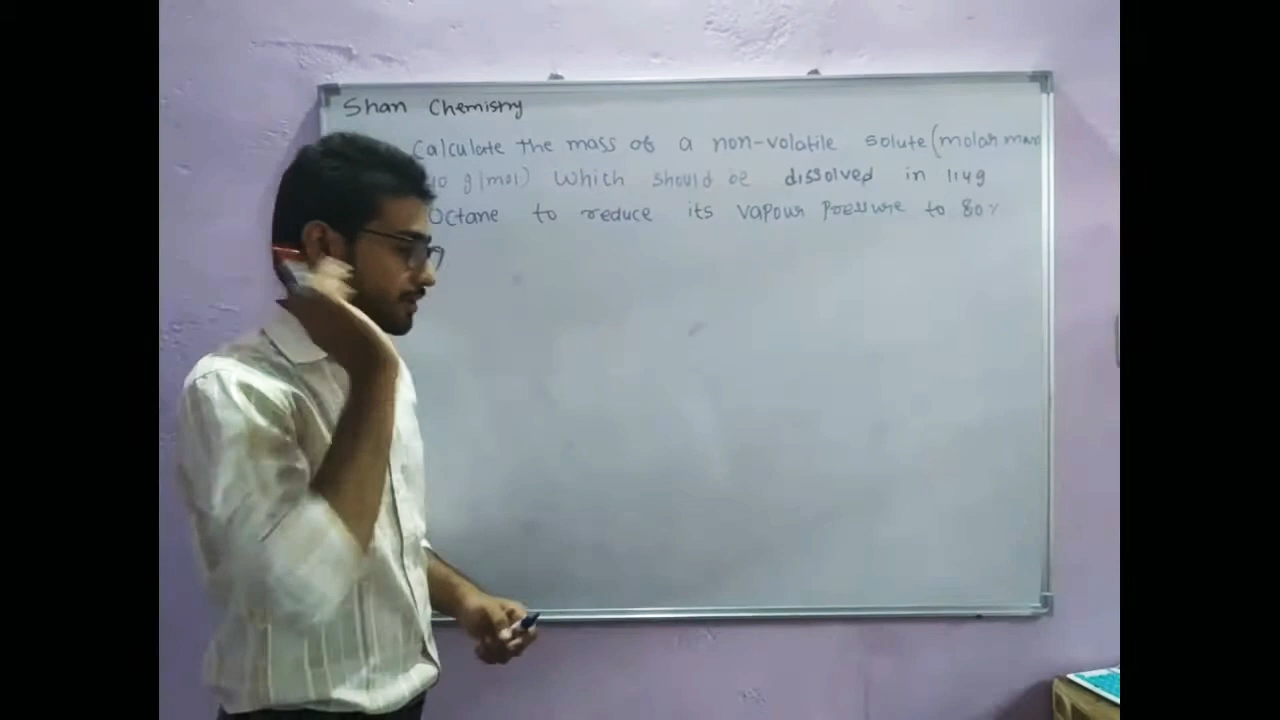 Shan Chemistry
Calculate the mass of a non-volatile solute (molar mass
40 g/mol) which should be dissolved in 114g
Octane to reduce its vapour pressure to 80%